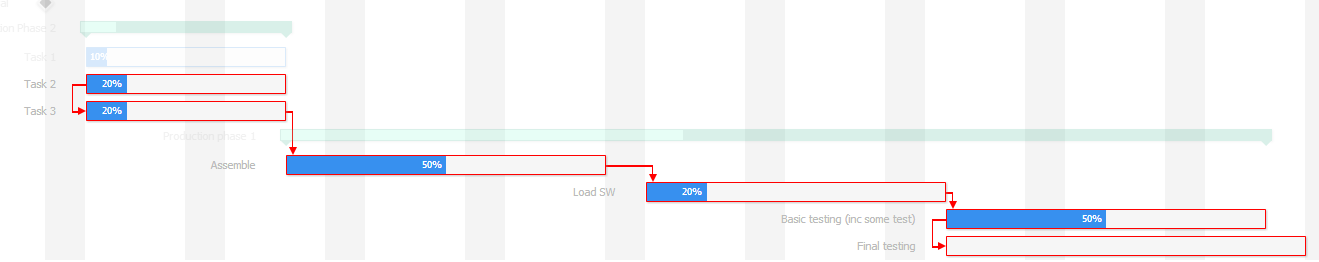 Phase 2
Task 1
10%
Task 2
20%
Task 3
20%
Production phase 1
Assemble
50%
Load SW
20%
Basic testing (inc some test)
50%
Final testing